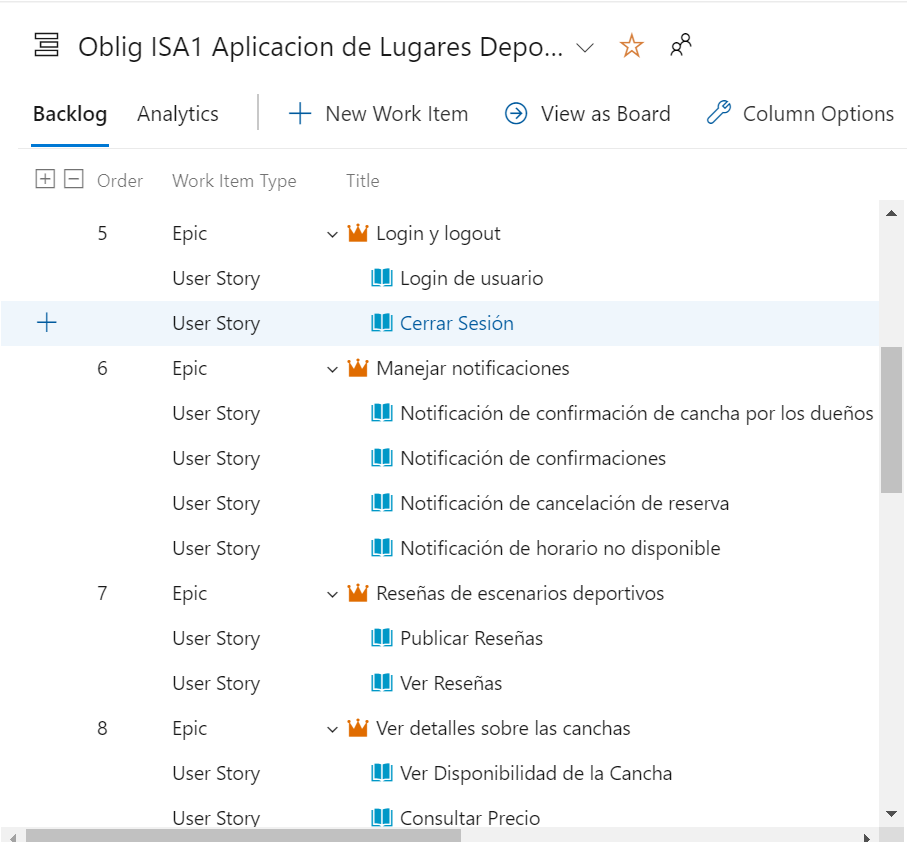 Oblig ISA1 Aplicacion de Lugares Depo...
Backlog Analytics New Work Item View as Board Column Options
Order Work Item Type Title
5 Epic Login y logout
User Story Login de usuario
User Story Cerrar Sesión
6 Epic Manejar notificaciones
User Story Notificación de confirmación de cancha por los dueños
User Story Notificación de confirmaciones
User Story Notificación de cancelación de reserva
User Story Notificación de horario no disponible
7 Epic Reseñas de escenarios deportivos
User Story Publicar Reseñas
User Story Ver Reseñas
8 Epic Ver detalles sobre las canchas
User Story Ver Disponibilidad de la Cancha
User Story Consultar Precio